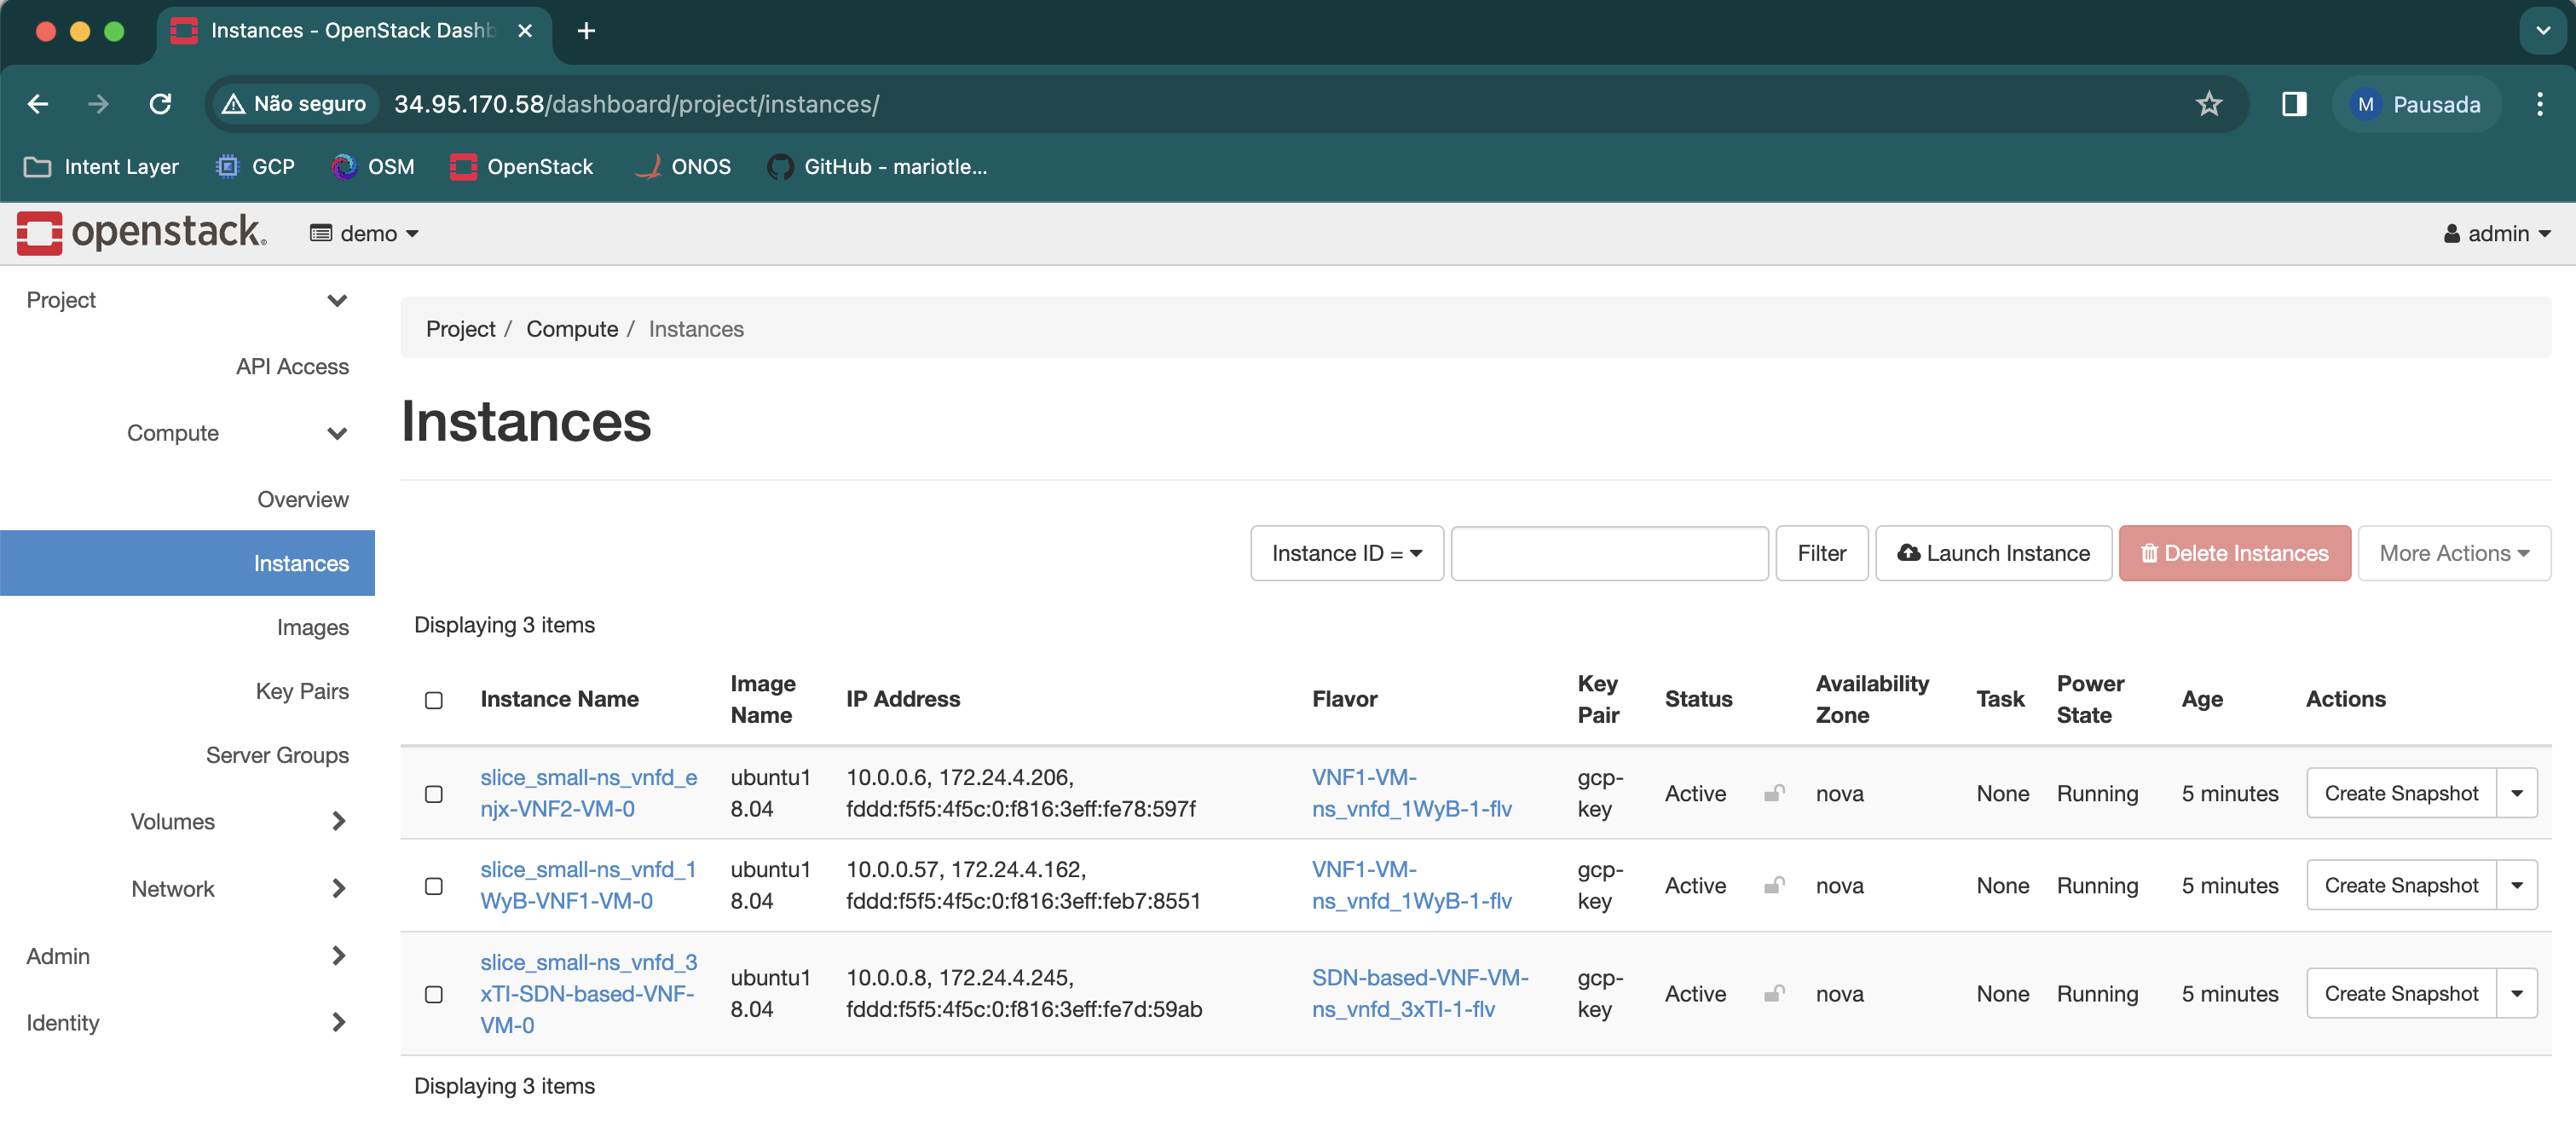 Instances - OpenStack Dashb
Não seguro 34.95.170.58/dashboard/project/instances/
M Pausada
Intent Layer GCP OSM OpenStack ONOS GitHub - mariotle...
openstack. demo admin
Project
API Access
Compute
Overview
Instances
Images
Key Pairs
Server Groups
Volumes
Network
Admin
Identity
Project / Compute / Instances
Instances
Instance ID = Filter Launch Instance Delete Instances More Actions
Displaying 3 items
Instance Name Image Name IP Address Flavor Key Pair Status Availability Zone Task Power State Age Actions
slice_small-ns_vnfd_enjx-VNF2-VM-0 ubuntu18.04 10.0.0.6, 172.24.4.206, fddd:f5f5:4f5c:0:f816:3eff:fe78:597f VNF1-VM-ns_vnfd_1WyB-1-flv gcp-key Active nova None Running 5 minutes Create Snapshot
slice_small-ns_vnfd_1WyB-VNF1-VM-0 ubuntu18.04 10.0.0.57, 172.24.4.162, fddd:f5f5:4f5c:0:f816:3eff:feb7:8551 VNF1-VM-ns_vnfd_1WyB-1-flv gcp-key Active nova None Running 5 minutes Create Snapshot
slice_small-ns_vnfd_3xTI-SDN-based-VNF-VM-0 ubuntu18.04 10.0.0.8, 172.24.4.245, fddd:f5f5:4f5c:0:f816:3eff:fe7d:59ab SDN-based-VNF-VM-ns_vnfd_3xTI-1-flv gcp-key Active nova None Running 5 minutes Create Snapshot
Displaying 3 items